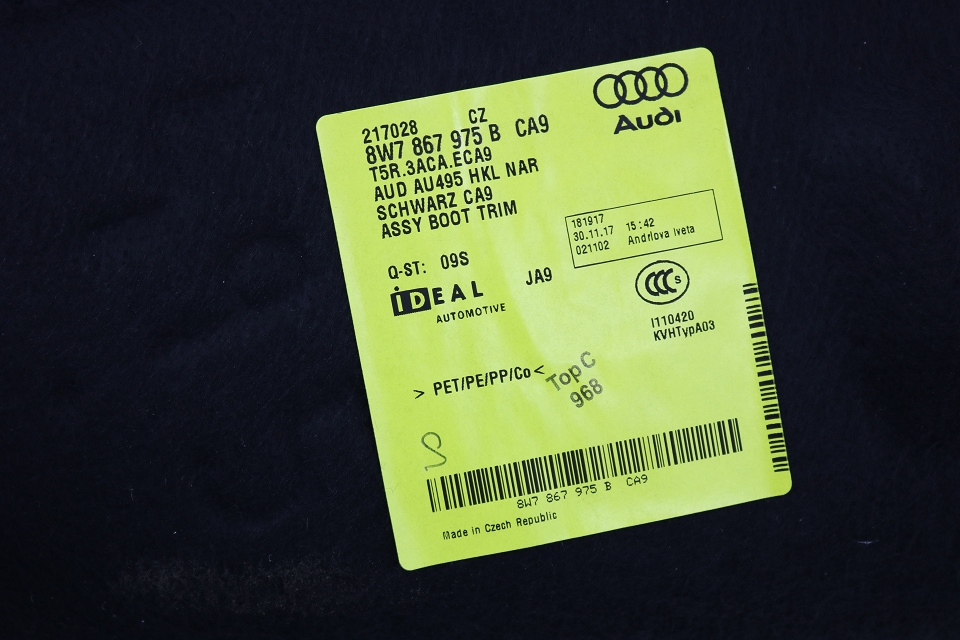 Audi
217028 CZ
8W7 867 975 B CA9
T5R.3ACA.ECA9
AUD AU495 HKL NAR
SCHWARZ CA9
ASSY BOOT TRIM
181917
30.11.17 15:42
021102 Andrlova Iveta
Q-ST: 09S
JA9
iDEAL
AUTOMOTIVE
CCC S
I110420
KVHTypA03
> PET/PE/PP/Co <
Top C
968
8W7 867 975 B CA9
Made in Czech Republic